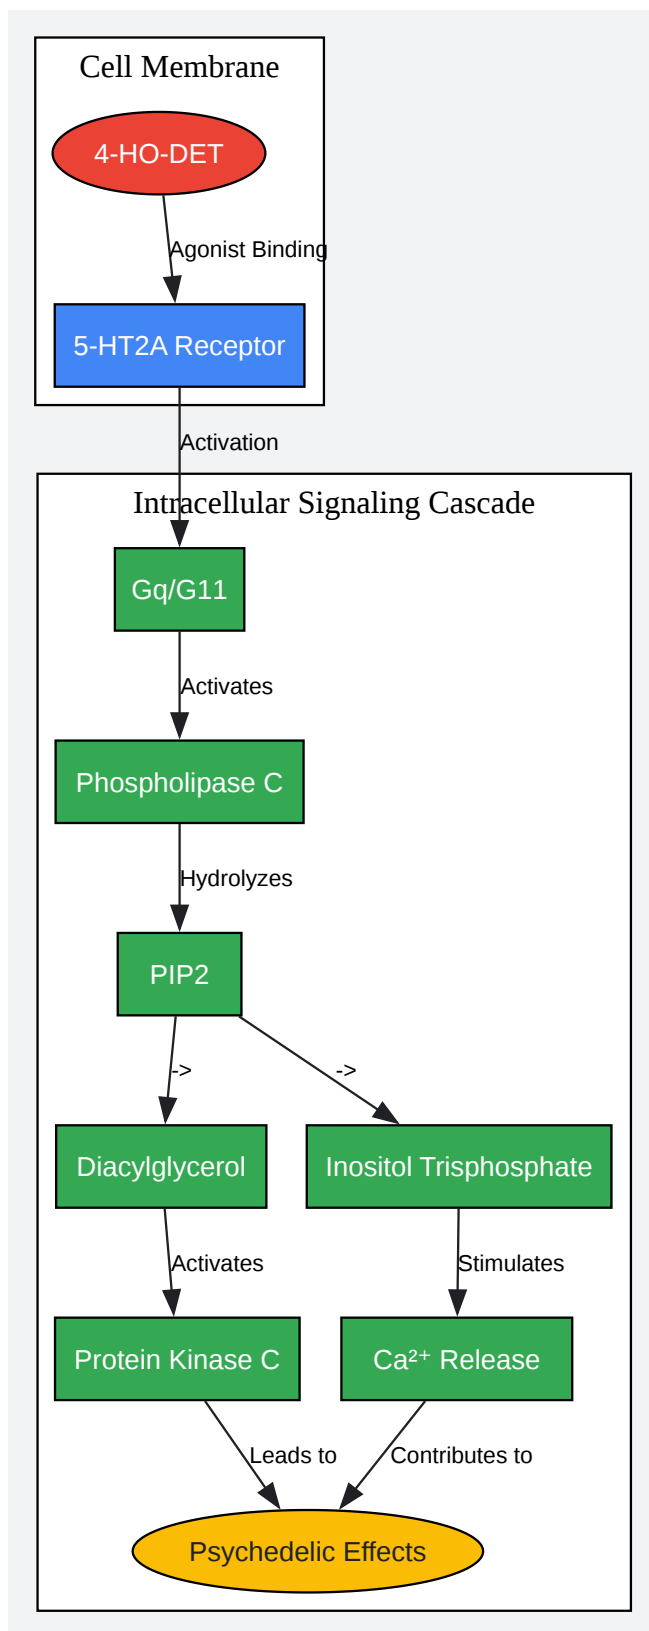 Cell Membrane
4-HO-DET
Agonist Binding
5-HT2A Receptor
Activation
Intracellular Signaling Cascade
Gq/G11
Activates
Phospholipase C
Hydrolyzes
PIP2
->
->
Diacylglycerol
Inositol Trisphosphate
Activates
Stimulates
Protein Kinase C
Ca²⁺ Release
Leads to
Contributes to
Psychedelic Effects